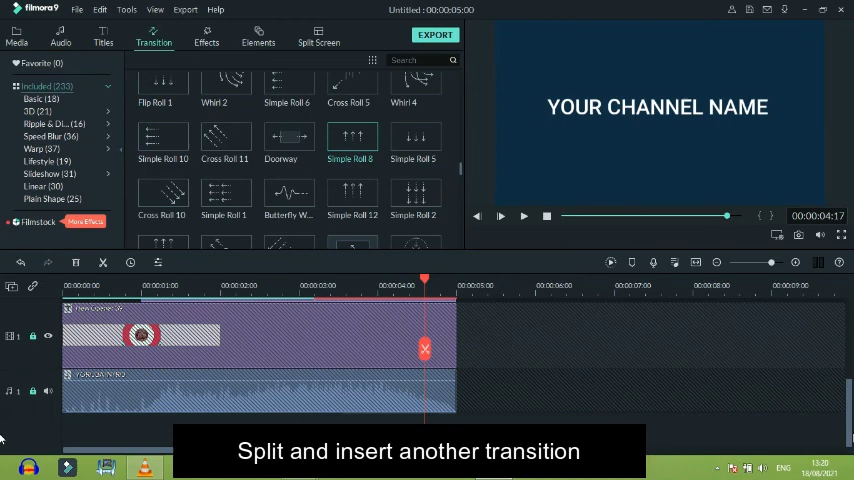 filmora9 File Edit Tools View Export Help Untitled : 00:00:05:00
Media Audio Titles Transition Effects Elements Split Screen EXPORT
Favorite (0)
Included (233)
Basic (18)
3D (21)
Ripple & Di... (16)
Speed Blur (36)
Warp (37)
Lifestyle (19)
Slideshow (31)
Linear (30)
Plain Shape (25)
Filmstock More Effects
Search
Flip Roll 1 Whirl 2 Simple Roll 6 Cross Roll 5 Whirl 4
Simple Roll 10 Cross Roll 11 Doorway Simple Roll 8 Simple Roll 5
Cross Roll 10 Simple Roll 1 Butterfly W... Simple Roll 12 Simple Roll 2
YOUR CHANNEL NAME
00:00:04:17
00:00:00:00 00:00:01:00 00:00:02:00 00:00:03:00 00:00:04:00 00:00:05:00 00:00:06:00 00:00:07:00 00:00:08:00 00:00:09:00
1
1
Split and insert another transition
ENG
13:20
18/08/2021